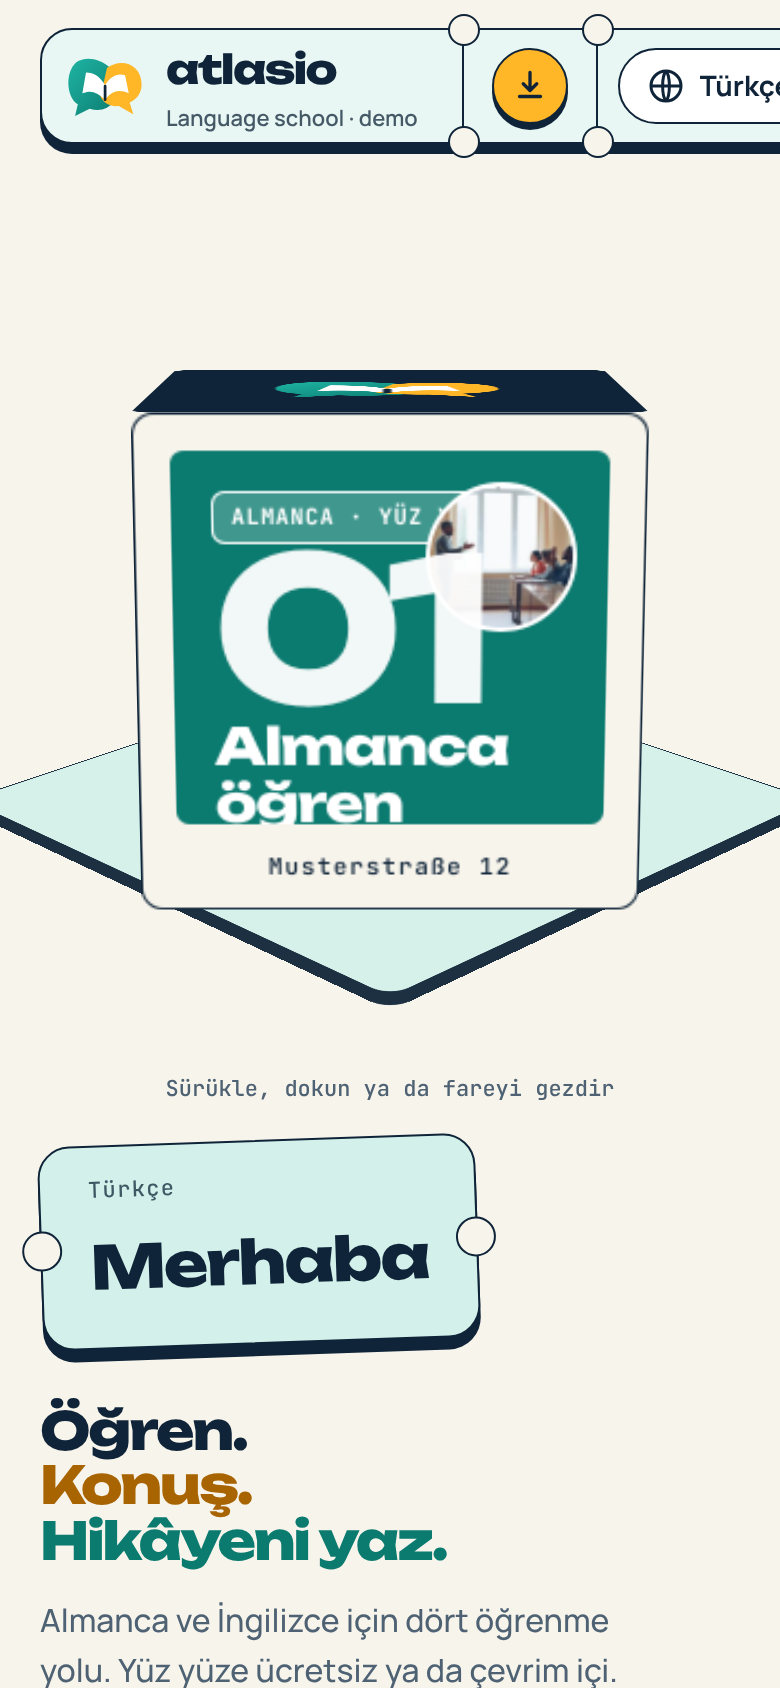 atlasio
Language school · demo
Türkçe
ALMANCA · YÜZ
01
Almanca
öğren
Musterstraße 12
Sürükle, dokun ya da fareyi gezdir
Türkçe
Merhaba
Öğren.
Konuş.
Hikâyeni yaz.
Almanca ve İngilizce için dört öğrenme
yolu. Yüz yüze ücretsiz ya da çevrim içi.